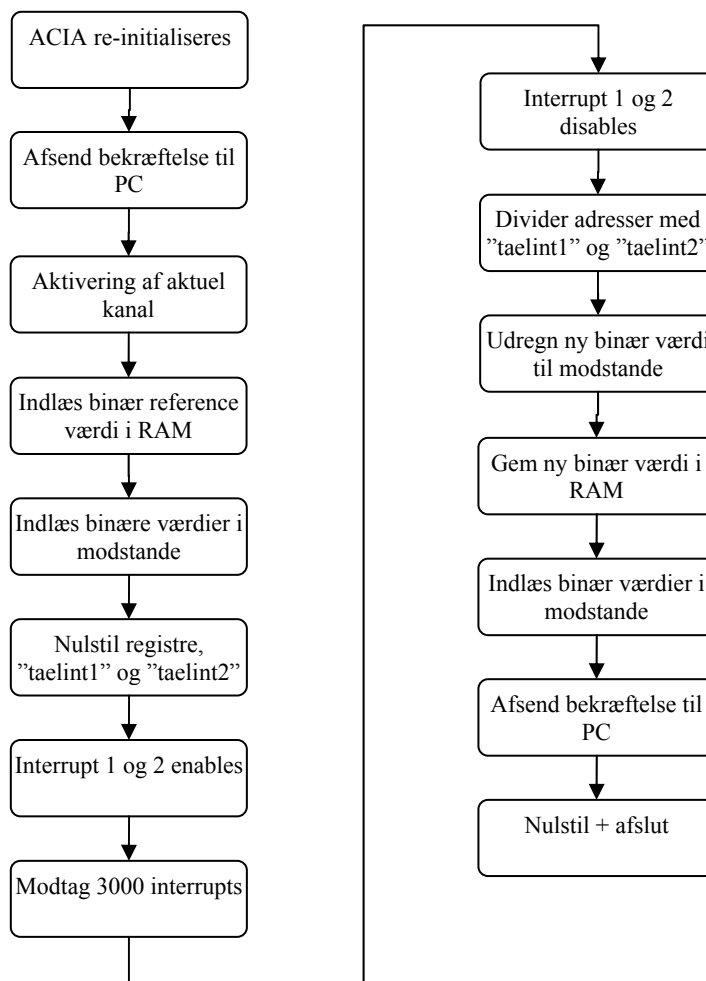 ACIA re-initialiseres
Afsend bekræftelse til
PC
Aktivering af aktuel
kanal
Indlæs binær reference
værdi i RAM
Indlæs binære værdier i
modstande
Nulstil registre,
”taelint1” og ”taelint2”
Interrupt 1 og 2 enables
Modtag 3000 interrupts
Interrupt 1 og 2
disables
Divider adresser med
”taelint1” og ”taelint2”
Udregn ny binær værdi
til modstande
Gem ny binær værdi i
RAM
Indlæs binær værdier i
modstande
Afsend bekræftelse til
PC
Nulstil + afslut